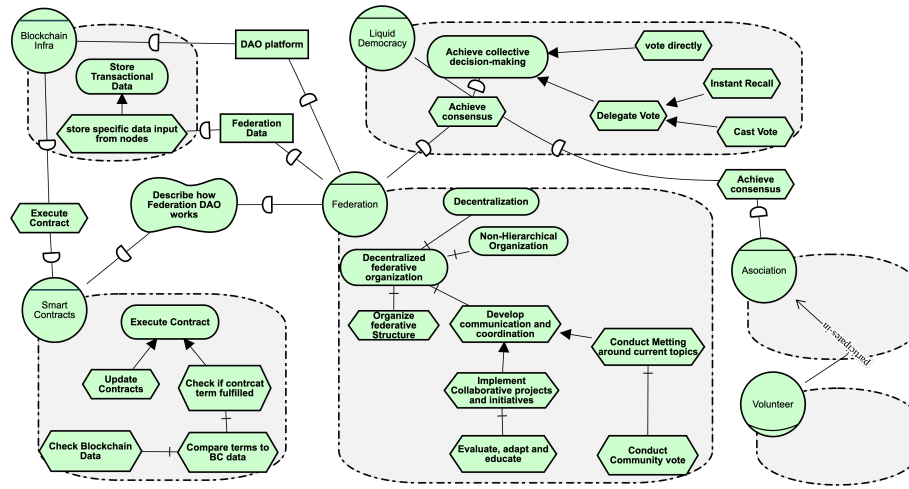 Blockchain
Infra
DAO platform
Liquid
Democracy
Achieve collective
decision-making
vote directly
Store
Transactional
Data
Instant Recall
Achieve
consensus
Delegate Vote
Cast Vote
store specific data input
from nodes
Federation
Data
Achieve
consensus
Describe how
Federation DAO
works
Federation
Decentralization
Execute
Contract
Non-Hierarchical
Organization
Decentralized
federative
organization
Asociation
Smart
Contracts
Execute Contract
Organize
federative
Structure
Develop
communication and
coordination
Conduct Metting
around current topics
participates-in
Update
Contracts
Check if contrcat
term fulfilled
Implement
Collaborative projects
and initiatives
Volunteer
Check Blockchain
Data
Compare terms to
BC data
Evaluate, adapt and
educate
Conduct
Community vote